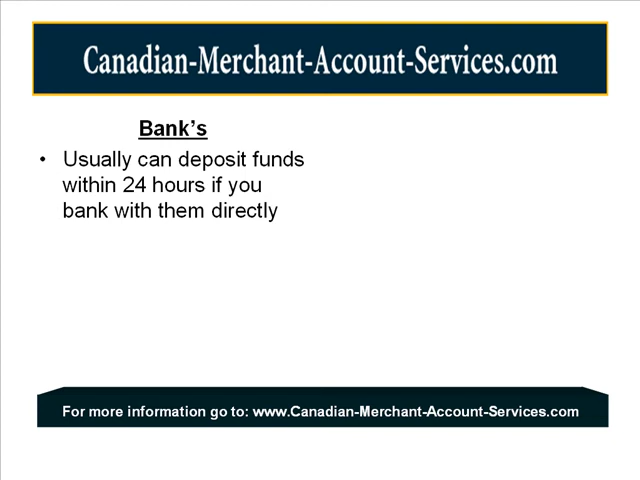 Canadian-Merchant-Account-Services.com
Bank's
• Usually can deposit funds
within 24 hours if you
bank with them directly
For more information go to: www.Canadian-Merchant-Account-Services.com